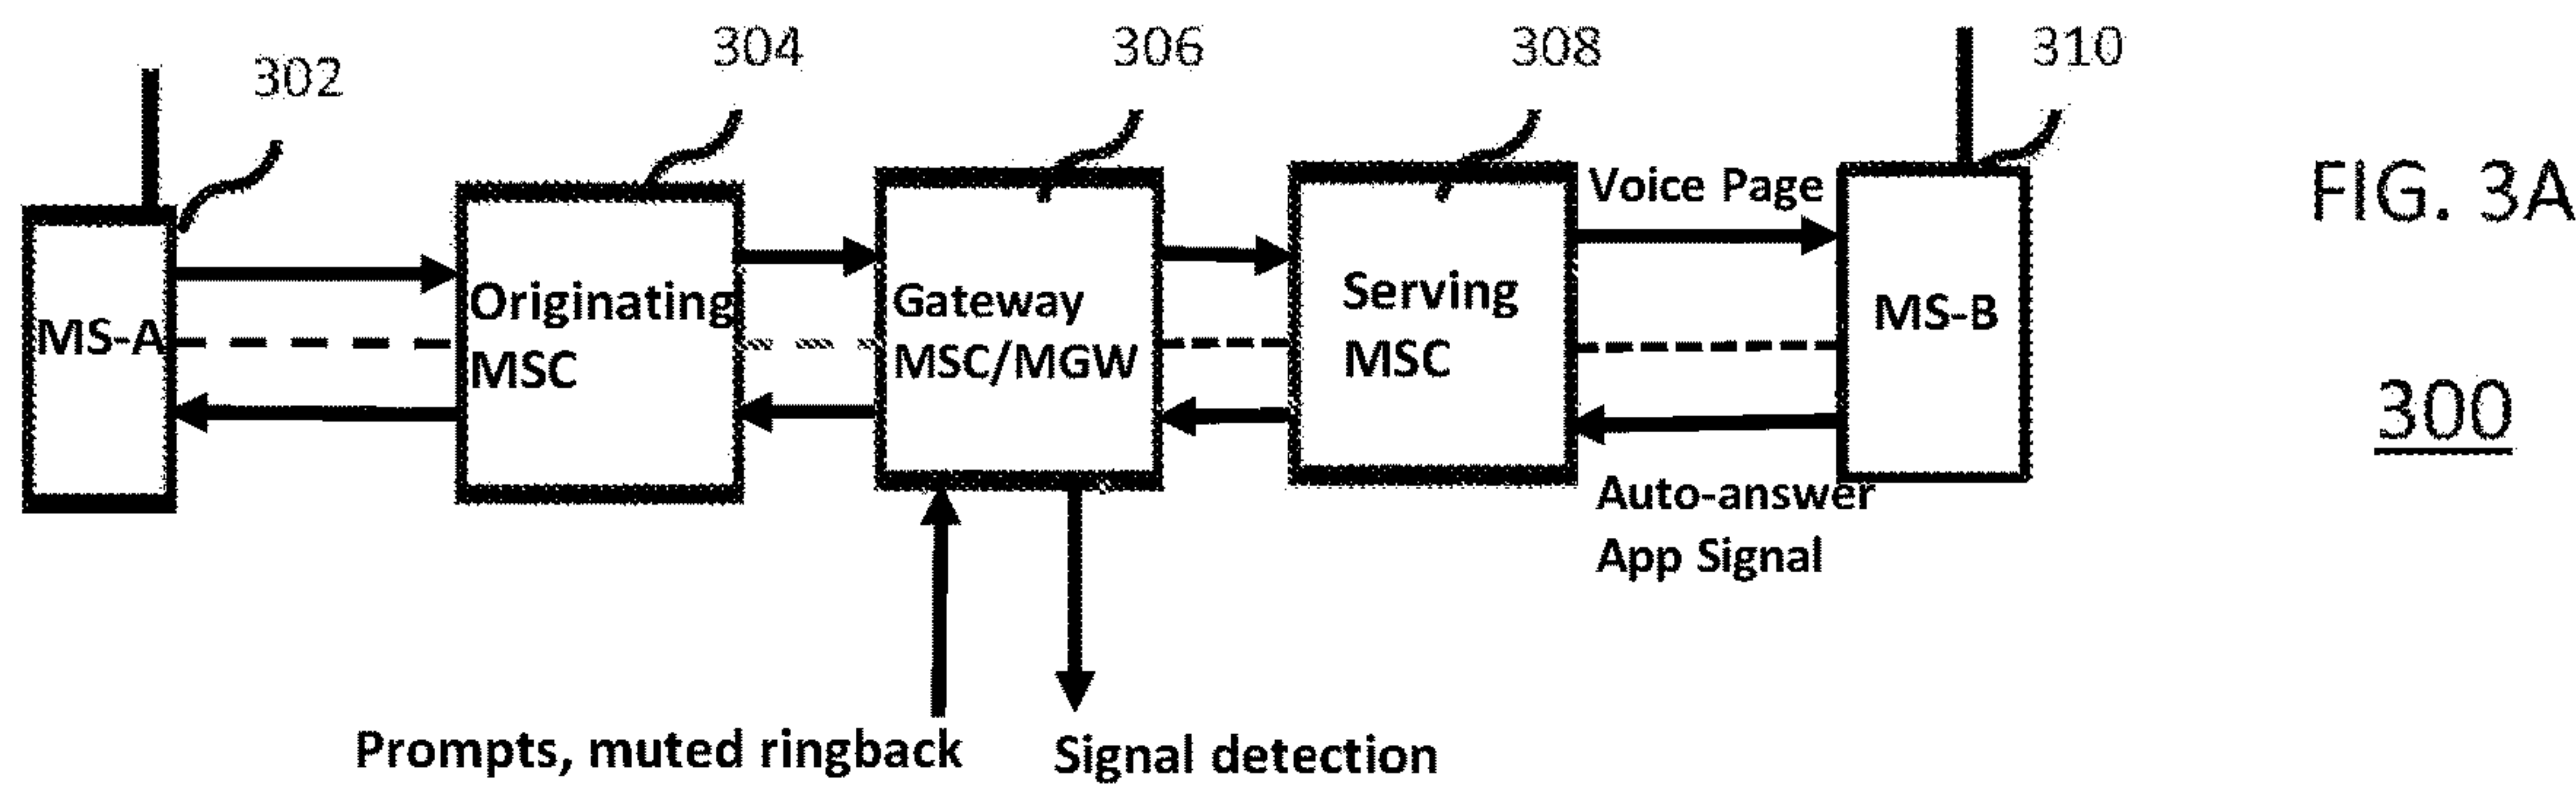 302
304
306
308
310
FIG. 3A
300
MS-A
Originating
MSC
Gateway
MSC/MGW
Serving
MSC
Voice Page
MS-B
Auto-answer
App Signal
Prompts, muted ringback
Signal detection